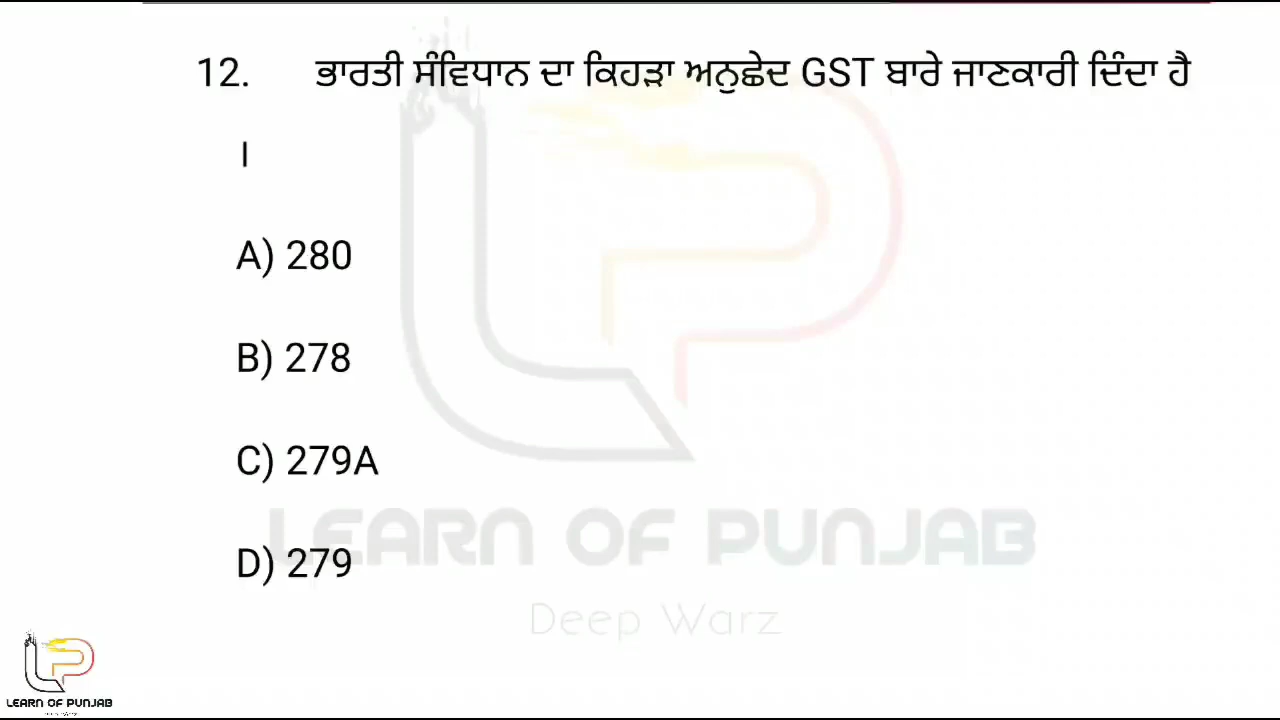 12. ਭਾਰਤੀ ਸੰਵਿਧਾਨ ਦਾ ਕਿਹੜਾ ਅਨੁਛੇਦ GST ਬਾਰੇ ਜਾਣਕਾਰੀ ਦਿੰਦਾ ਹੈ
।
A) 280
B) 278
C) 279A
D) 279
LEARN OF PUNJAB
Deep Warz
LEARN OF PUNJAB